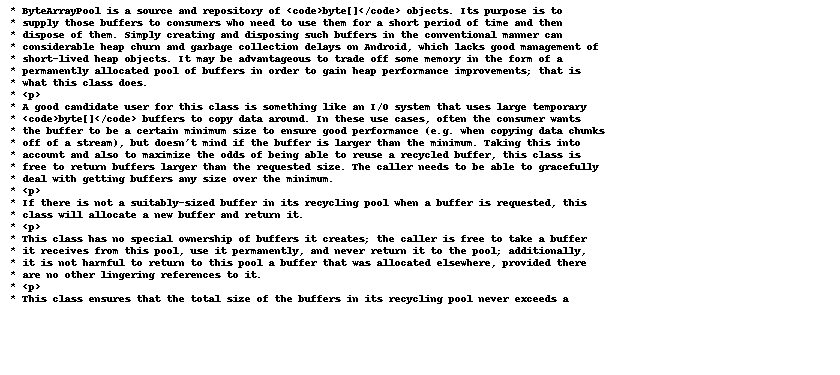 * ByteArrayPool is a source and repository of <code>byte[]</code> objects. Its purpose is to
* supply those buffers to consumers who need to use them for a short period of time and then
* dispose of them. Simply creating and disposing such buffers in the conventional manner can
* considerable heap churn and garbage collection delays on Android, which lacks good management of
* short-lived heap objects. It may be advantageous to trade off some memory in the form of a
* permanently allocated pool of buffers in order to gain heap performance improvements; that is
* what this class does.
* <p>
* A good candidate user for this class is something like an I/O system that uses large temporary
* <code>byte[]</code> buffers to copy data around. In these use cases, often the consumer wants
* the buffer to be a certain minimum size to ensure good performance (e.g. when copying data chunks
* off of a stream), but doesn't mind if the buffer is larger than the minimum. Taking this into
* account and also to maximize the odds of being able to reuse a recycled buffer, this class is
* free to return buffers larger than the requested size. The caller needs to be able to gracefully
* deal with getting buffers any size over the minimum.
* <p>
* If there is not a suitably-sized buffer in its recycling pool when a buffer is requested, this
* class will allocate a new buffer and return it.
* <p>
* This class has no special ownership of buffers it creates; the caller is free to take a buffer
* it receives from this pool, use it permanently, and never return it to the pool; additionally,
* it is not harmful to return to this pool a buffer that was allocated elsewhere, provided there
* are no other lingering references to it.
* <p>
* This class ensures that the total size of the buffers in its recycling pool never exceeds a